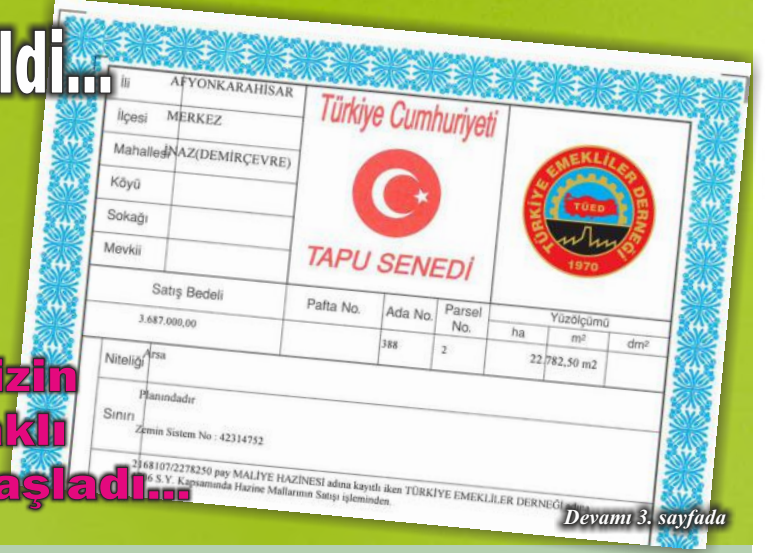 ldi...
İli AFYONKARAHİSAR
İlçesi MERKEZ
Mahallesi İNAZ(DEMİRÇEVRE)
Köyü
Sokağı
Mevkii
Türkiye Cumhuriyeti
TAPU SENEDİ
TÜRKİYE EMEKLİLER DERNEĞİ
TÜED
1970
Satış Bedeli Pafta No. Ada No. Parsel No. Yüzölçümü
ha m² dm²
3.687.000,00 388 2 22.782,50 m2
Niteliği Arsa
Planındadır
Sınırı
Zemin Sistem No : 42314752
2168107/2278250 pay MALİYE HAZİNESİ adına kayıtlı iken TÜRKİYE EMEKLİLER DERNEĞİ
S.Y. Kapsamında Hazine Mallarının Satışı işleminden.
izin
aklı
aşladı...
Devamı 3. sayfada